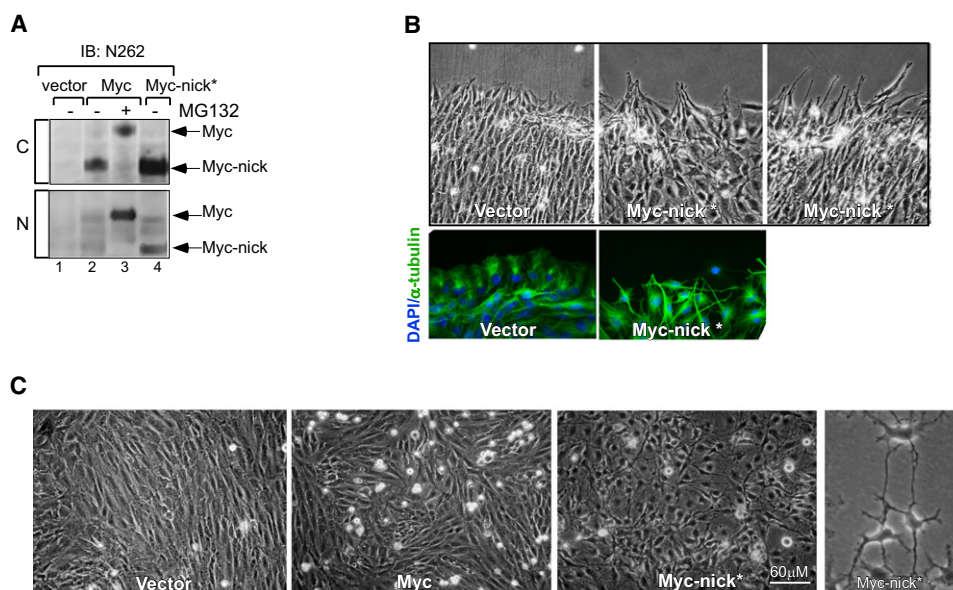 A
IB: N262
vector Myc Myc-nick*
- - + - MG132
C
Myc
Myc-nick
N
Myc
Myc-nick
1 2 3 4
B
Vector
Myc-nick *
Myc-nick *
DAPI/α-tubulin
Vector
Myc-nick *
C
Vector
Myc
Myc-nick*
60μM
Myc-nick*